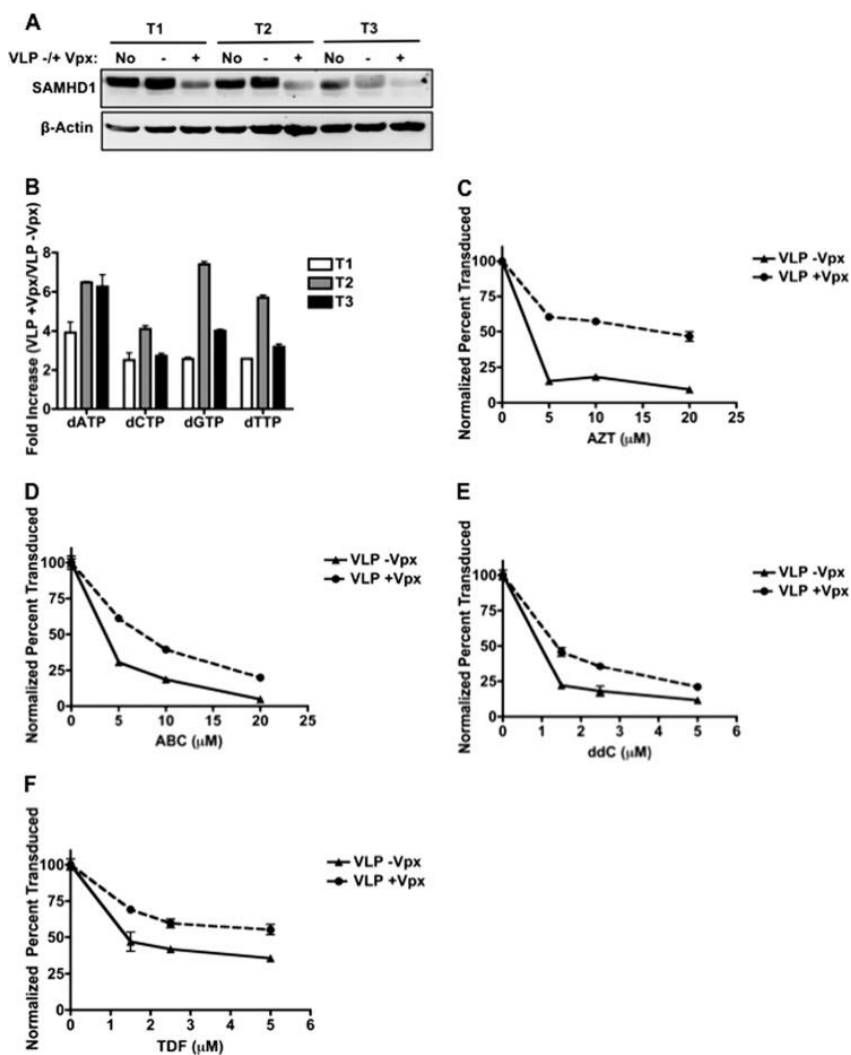 A
T1 T2 T3
VLP -/+ Vpx: No - + No - + No - +
SAMHD1
β-Actin
B
Fold Increase (VLP +Vpx/VLP -Vpx)
8
6
4
2
0
dATP dCTP dGTP dTTP
T1
T2
T3
C
Normalized Percent Transduced
100
75
50
25
0
0 5 10 15 20 25
AZT (μM)
VLP -Vpx
VLP +Vpx
D
Normalized Percent Transduced
100
75
50
25
0
0 5 10 15 20 25
ABC (μM)
VLP -Vpx
VLP +Vpx
E
Normalized Percent Transduced
100
75
50
25
0
0 1 2 3 4 5 6
ddC (μM)
VLP -Vpx
VLP +Vpx
F
Normalized Percent Transduced
100
75
50
25
0
0 1 2 3 4 5 6
TDF (μM)
VLP -Vpx
VLP +Vpx